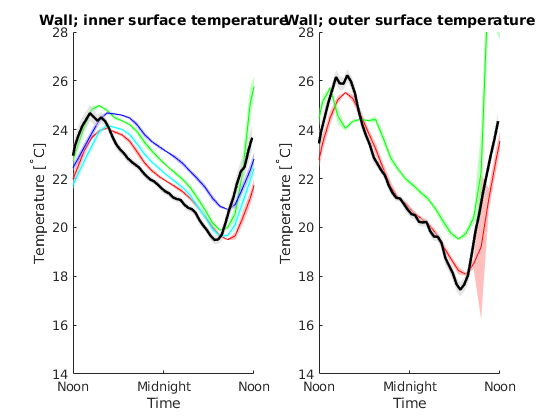 Wall; inner surface temperature
Wall; outer surface temperature
Temperature [˚C]
28
26
24
22
20
18
16
14
Noon
Midnight
Noon
Time
Temperature [˚C]
28
26
24
22
20
18
16
14
Noon
Midnight
Noon
Time